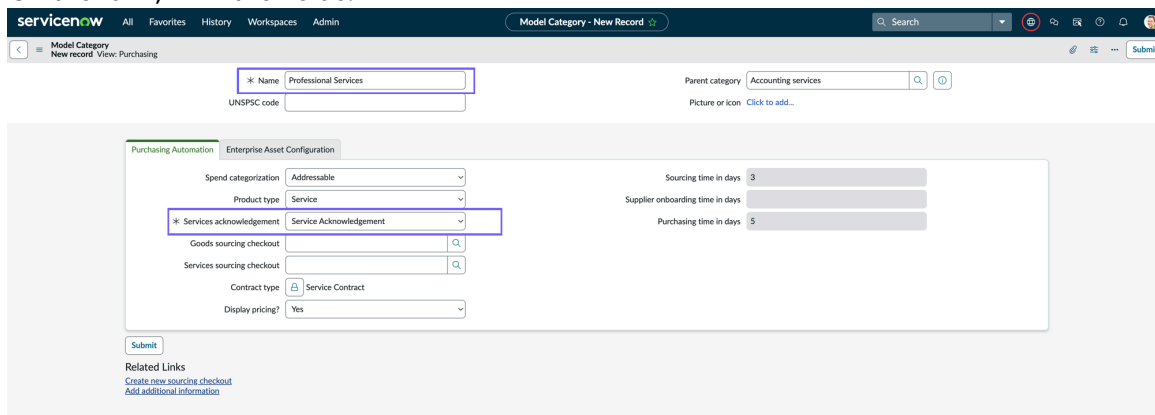 servicenow All Favorites History Workspaces Admin Model Category - New Record ☆ Search
Model Category
New record View: Purchasing
Submi
* Name Professional Services Parent category Accounting services
UNSPSC code Picture or icon Click to add...
Purchasing Automation Enterprise Asset Configuration
Spend categorization Addressable Sourcing time in days 3
Product type Service Supplier onboarding time in days
* Services acknowledgement Service Acknowledgement Purchasing time in days 5
Goods sourcing checkout
Services sourcing checkout
Contract type Service Contract
Display pricing? Yes
Submit
Related Links
Create new sourcing checkout
Add additional information